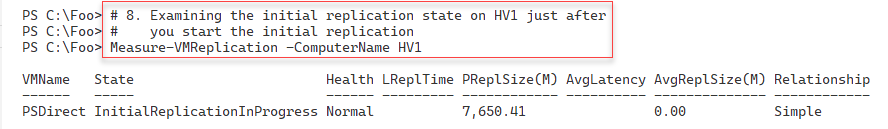 PS C:\Foo> # 8. Examining the initial replication state on HV1 just after
PS C:\Foo> #    you start the initial replication
PS C:\Foo> Measure-VMReplication -ComputerName HV1
VMName   State                        Health LReplTime PReplSize(M) AvgLatency AvgReplSize(M) Relationship
------   -----                        ------ --------- ------------ ---------- -------------- ------------
PSDirect InitialReplicationInProgress Normal           7,650.41                0.00           Simple